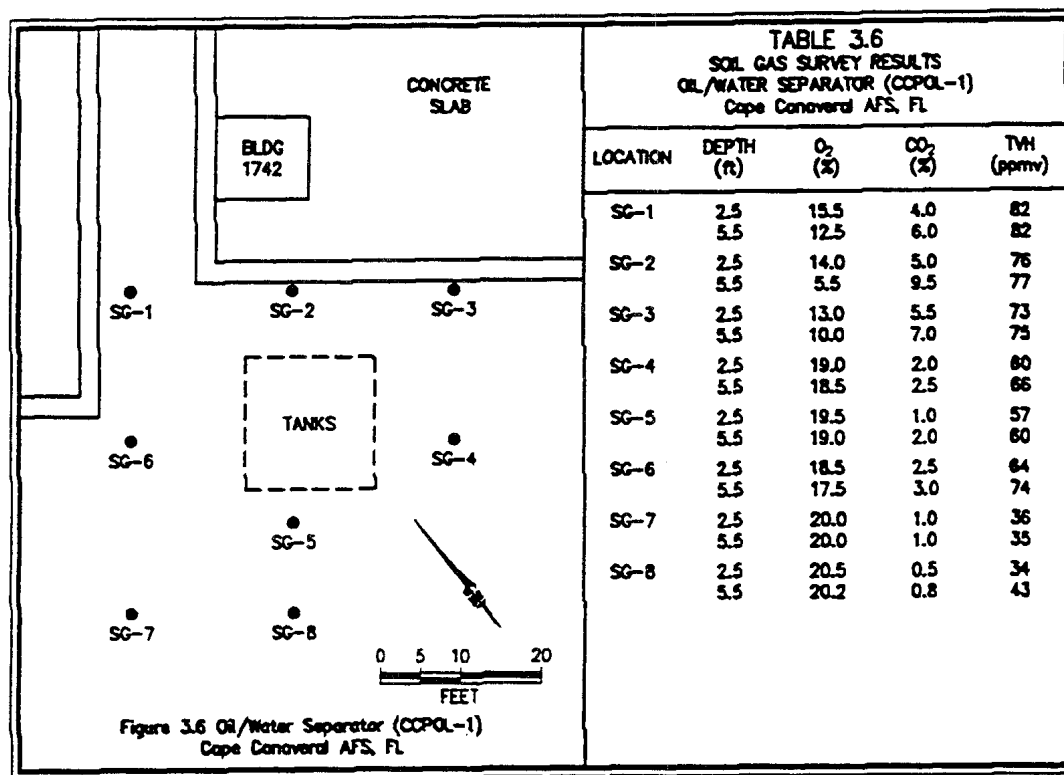 CONCRETE
SLAB
BLDG
1742
SG-1
SG-2
SG-3
TANKS
SG-6
SG-4
SG-5
SG-7
SG-8
0 5 10 20
FEET
Figure 3.6 Oil/Water Separator (CCPOL-1)
Cape Canaveral AFS, FL
TABLE 3.6
SOIL GAS SURVEY RESULTS
OIL/WATER SEPARATOR (CCPOL-1)
Cape Canaveral AFS, FL
LOCATION DEPTH (ft) O2 (%) CO2 (%) TVH (ppmv)
SG-1 2.5 15.5 4.0 82
5.5 12.5 6.0 82
SG-2 2.5 14.0 5.0 76
5.5 5.5 9.5 77
SG-3 2.5 13.0 5.5 73
5.5 10.0 7.0 75
SG-4 2.5 19.0 2.0 60
5.5 18.5 2.5 66
SG-5 2.5 19.5 1.0 57
5.5 19.0 2.0 60
SG-6 2.5 18.5 2.5 64
5.5 17.5 3.0 74
SG-7 2.5 20.0 1.0 36
5.5 20.0 1.0 35
SG-8 2.5 20.5 0.5 34
5.5 20.2 0.8 43